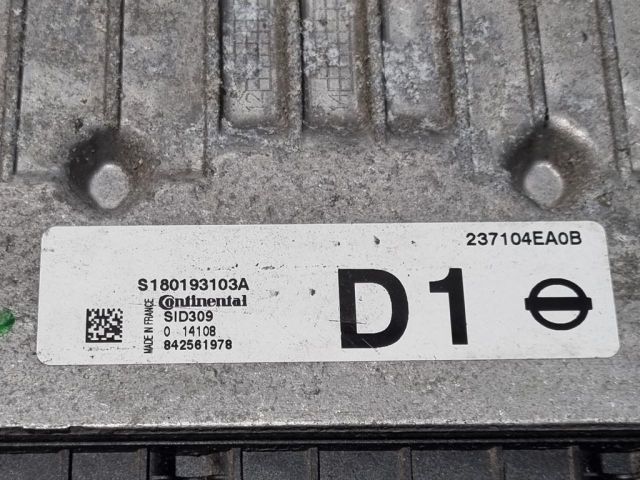 237104EA0B
S180193103A
Continental
SID309
0 14108
842561978
MADE IN FRANCE
D1